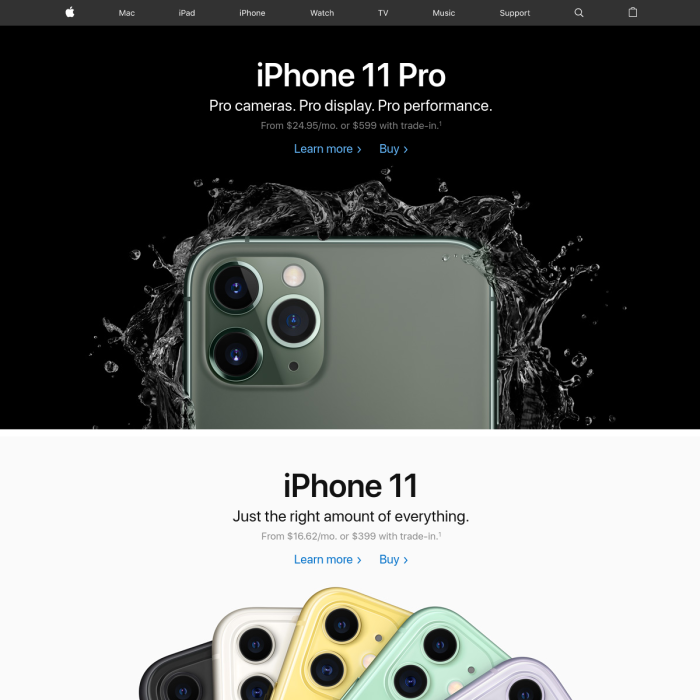 Mac iPad iPhone Watch TV Music Support
iPhone 11 Pro
Pro cameras. Pro display. Pro performance.
From $24.95/mo. or $599 with trade-in.¹
Learn more > Buy >
iPhone 11
Just the right amount of everything.
From $16.62/mo. or $399 with trade-in.¹
Learn more > Buy >